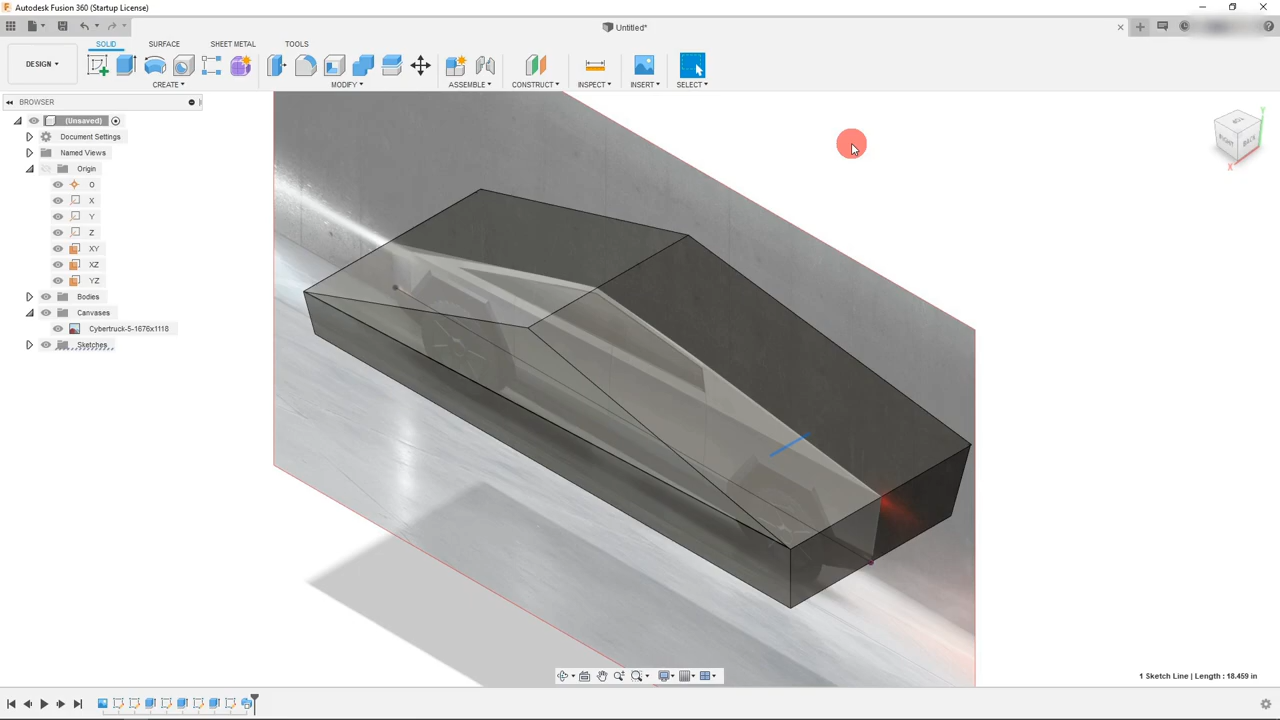 Autodesk Fusion 360 (Startup License)
Untitled*
SOLID SURFACE SHEET METAL TOOLS
DESIGN ▾
CREATE ▾ MODIFY ▾ ASSEMBLE ▾ CONSTRUCT ▾ INSPECT ▾ INSERT ▾ SELECT ▾
BROWSER
(Unsaved)
Document Settings
Named Views
Origin
O
X
Y
Z
XY
XZ
YZ
Bodies
Canvases
Cybertruck-5-1676x1118
Sketches
Y
RIGHT BACK
X
1 Sketch Line | Length : 18.459 in